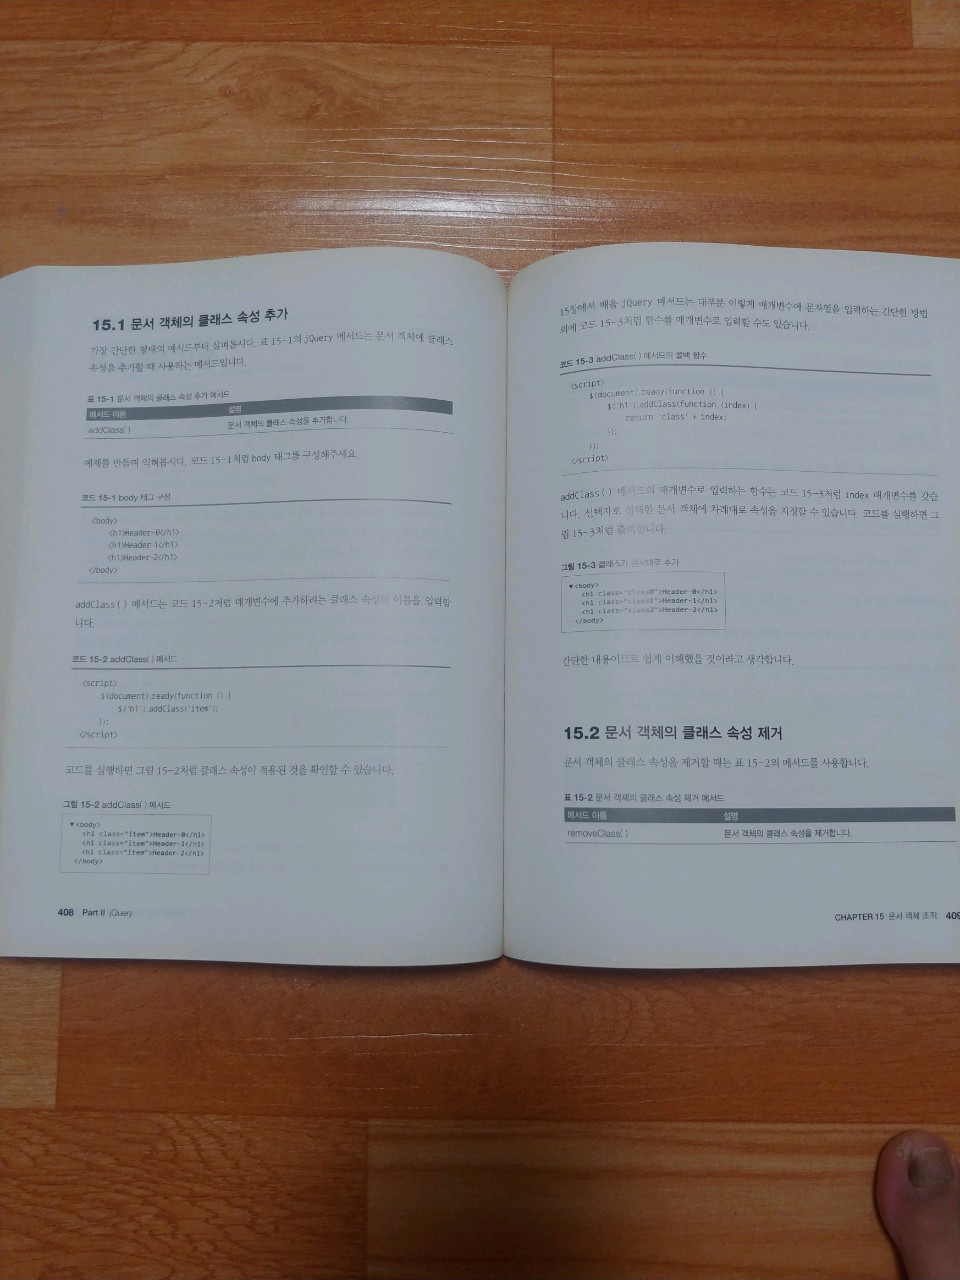 15.1 문서 객체의 클래스 속성 추가
가장 간단한 형태의 메서드부터 살펴봅시다. 표 15-1의 jQuery 메서드는 문서 객체에 클래스
속성을 추가할 때 사용하는 메서드입니다.
표 15-1 문서 객체의 클래스 속성 추가 메서드
메서드 이름 설명
addClass( ) 문서 객체의 클래스 속성을 추가합니다.
예제를 만들며 익혀봅시다. 코드 15-1처럼 body 태그를 구성해주세요.
코드 15-1 body 태그 구성
<body>
<h1>Header-0</h1>
<h1>Header-1</h1>
<h1>Header-2</h1>
</body>
addClass( ) 메서드는 코드 15-2처럼 매개변수에 추가하려는 클래스 속성의 이름을 입력합
니다.
코드 15-2 addClass( ) 메서드
<script>
$(document).ready(function () {
$('h1').addClass('item');
});
</script>
코드를 실행하면 그림 15-2처럼 클래스 속성이 적용된 것을 확인할 수 있습니다.
그림 15-2 addClass( ) 메서드
▼<body>
<h1 class="item">Header-0</h1>
<h1 class="item">Header-1</h1>
<h1 class="item">Header-2</h1>
</body>
408 Part II jQuery
15장에서 배울 jQuery 메서드는 대부분 이렇게 매개변수에 문자열을 입력하는 간단한 방법
외에 코드 15-3처럼 함수를 매개변수로 입력할 수도 있습니다.
코드 15-3 addClass( ) 메서드의 콜백 함수
<script>
$(document).ready(function () {
$('h1').addClass(function (index) {
return 'class' + index;
});
});
</script>
addClass( ) 메서드의 매개변수로 입력하는 함수는 코드 15-3처럼 index 매개변수를 갖습
니다. 선택자로 선택한 문서 객체에 차례대로 속성을 지정할 수 있습니다. 코드를 실행하면 그
림 15-3처럼 출력합니다.
그림 15-3 클래스가 순서대로 추가
▼<body>
<h1 class="class0">Header-0</h1>
<h1 class="class1">Header-1</h1>
<h1 class="class2">Header-2</h1>
</body>
간단한 내용이므로 쉽게 이해했을 것이라고 생각합니다.
15.2 문서 객체의 클래스 속성 제거
문서 객체의 클래스 속성을 제거할 때는 표 15-2의 메서드를 사용합니다.
표 15-2 문서 객체의 클래스 속성 제거 메서드
메서드 이름 설명
removeClass( ) 문서 객체의 클래스 속성을 제거합니다.
CHAPTER 15 문서 객체 조작 409